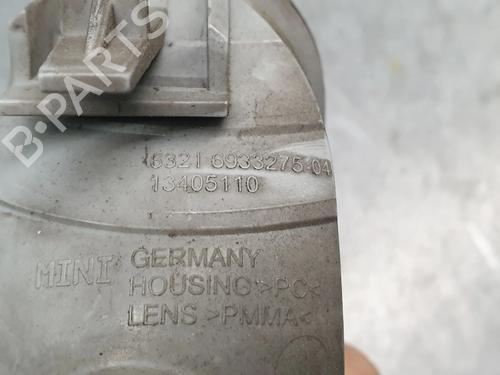 B-PARTS
6321 6933275-04
13405110
MINI
GERMANY
HOUSING >PC<
LENS >PMMA<